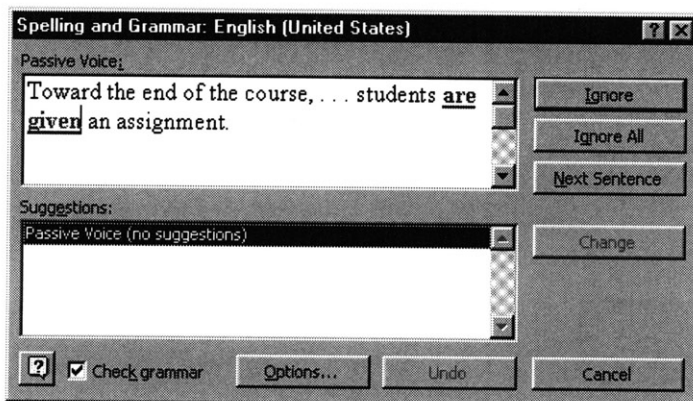 Spelling and Grammar: English (United States)
Passive Voice:
Toward the end of the course, . . . students are
given an assignment.
Ignore
Ignore All
Next Sentence
Suggestions:
Passive Voice (no suggestions)
Change
Check grammar
Options...
Undo
Cancel